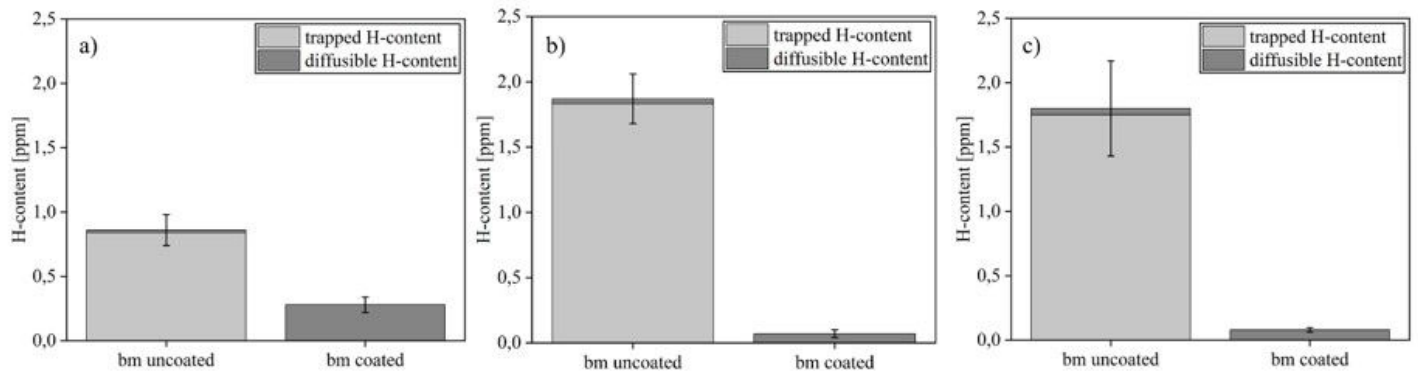 a)
trapped H-content
diffusible H-content
H-content [ppm]
2,5
2,0
1,5
1,0
0,5
0,0
bm uncoated
bm coated
b)
trapped H-content
diffusible H-content
H-content [ppm]
2,5
2,0
1,5
1,0
0,5
0,0
bm uncoated
bm coated
c)
trapped H-content
diffusible H-content
H-content [ppm]
2,5
2,0
1,5
1,0
0,5
0,0
bm uncoated
bm coated